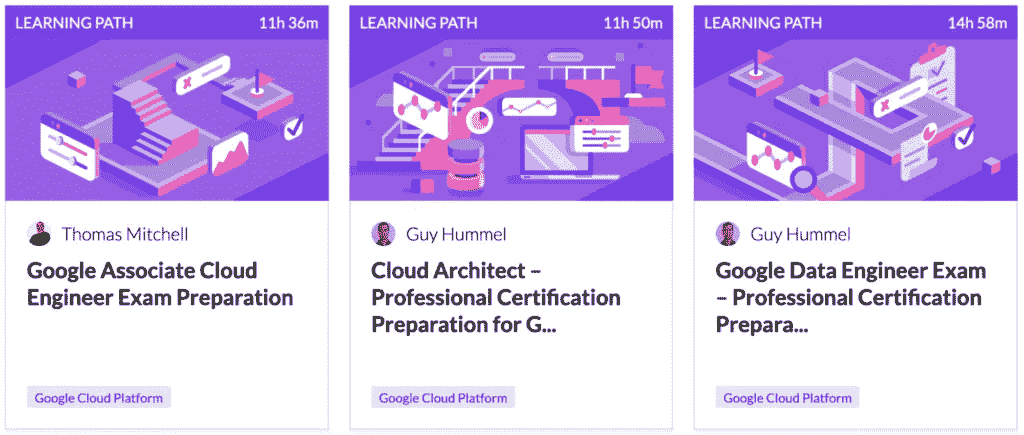 LEARNING PATH 11h 36m
Thomas Mitchell
Google Associate Cloud
Engineer Exam Preparation
Google Cloud Platform
LEARNING PATH 11h 50m
Guy Hummel
Cloud Architect –
Professional Certification
Preparation for G...
Google Cloud Platform
LEARNING PATH 14h 58m
Guy Hummel
Google Data Engineer Exam
– Professional Certification
Prepara...
Google Cloud Platform